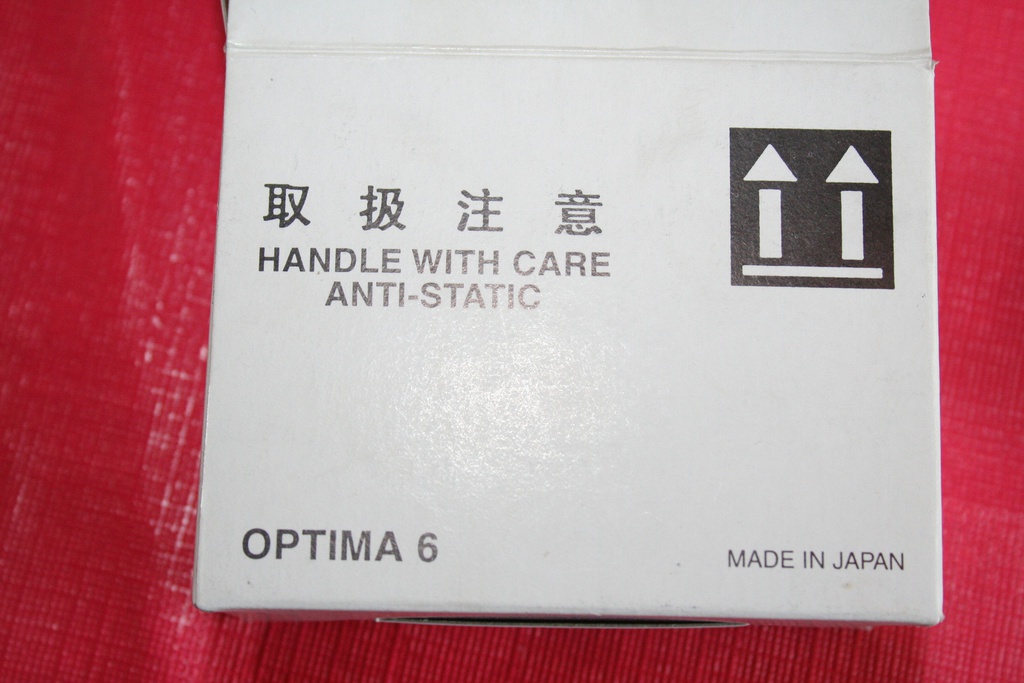 取扱注意
HANDLE WITH CARE
ANTI-STATIC
OPTIMA 6
MADE IN JAPAN